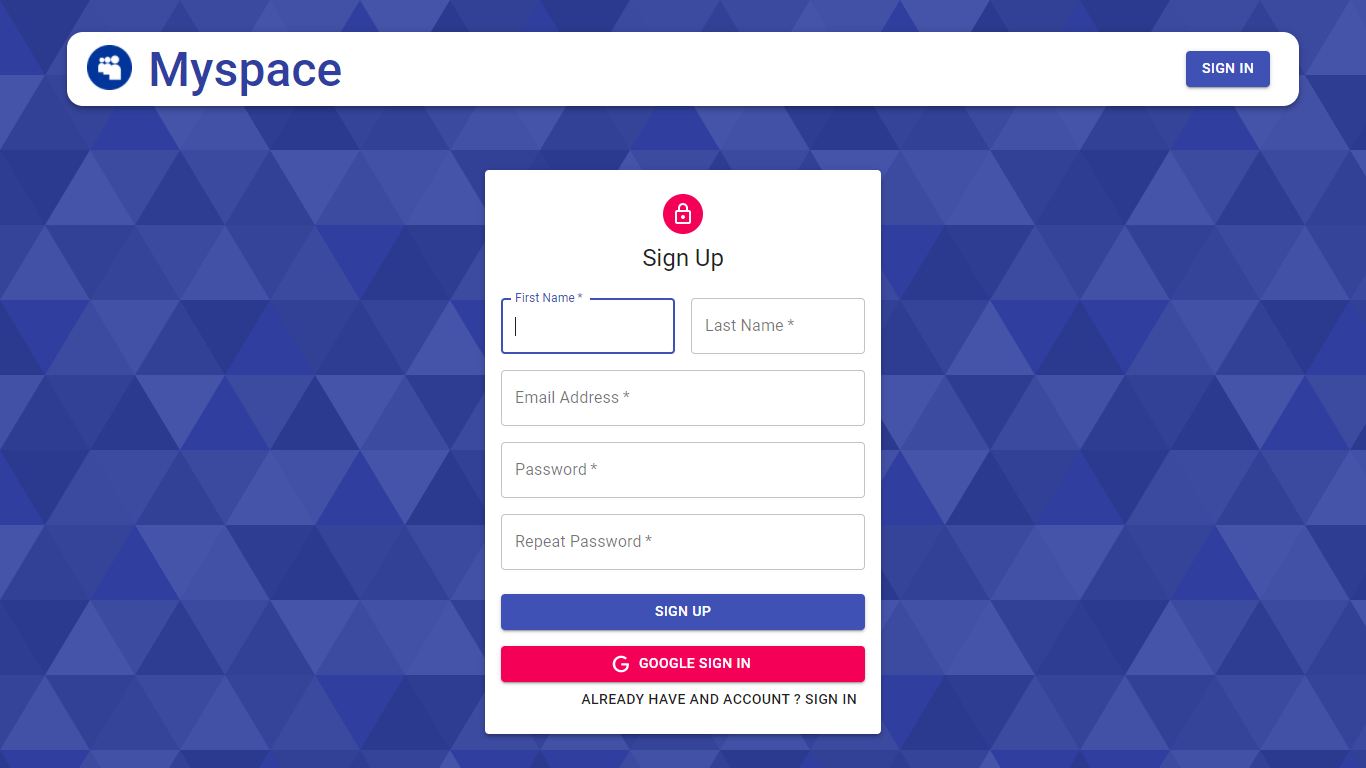 Myspace
SIGN IN
Sign Up
First Name *
Last Name *
Email Address *
Password *
Repeat Password *
SIGN UP
GOOGLE SIGN IN
ALREADY HAVE AND ACCOUNT ? SIGN IN